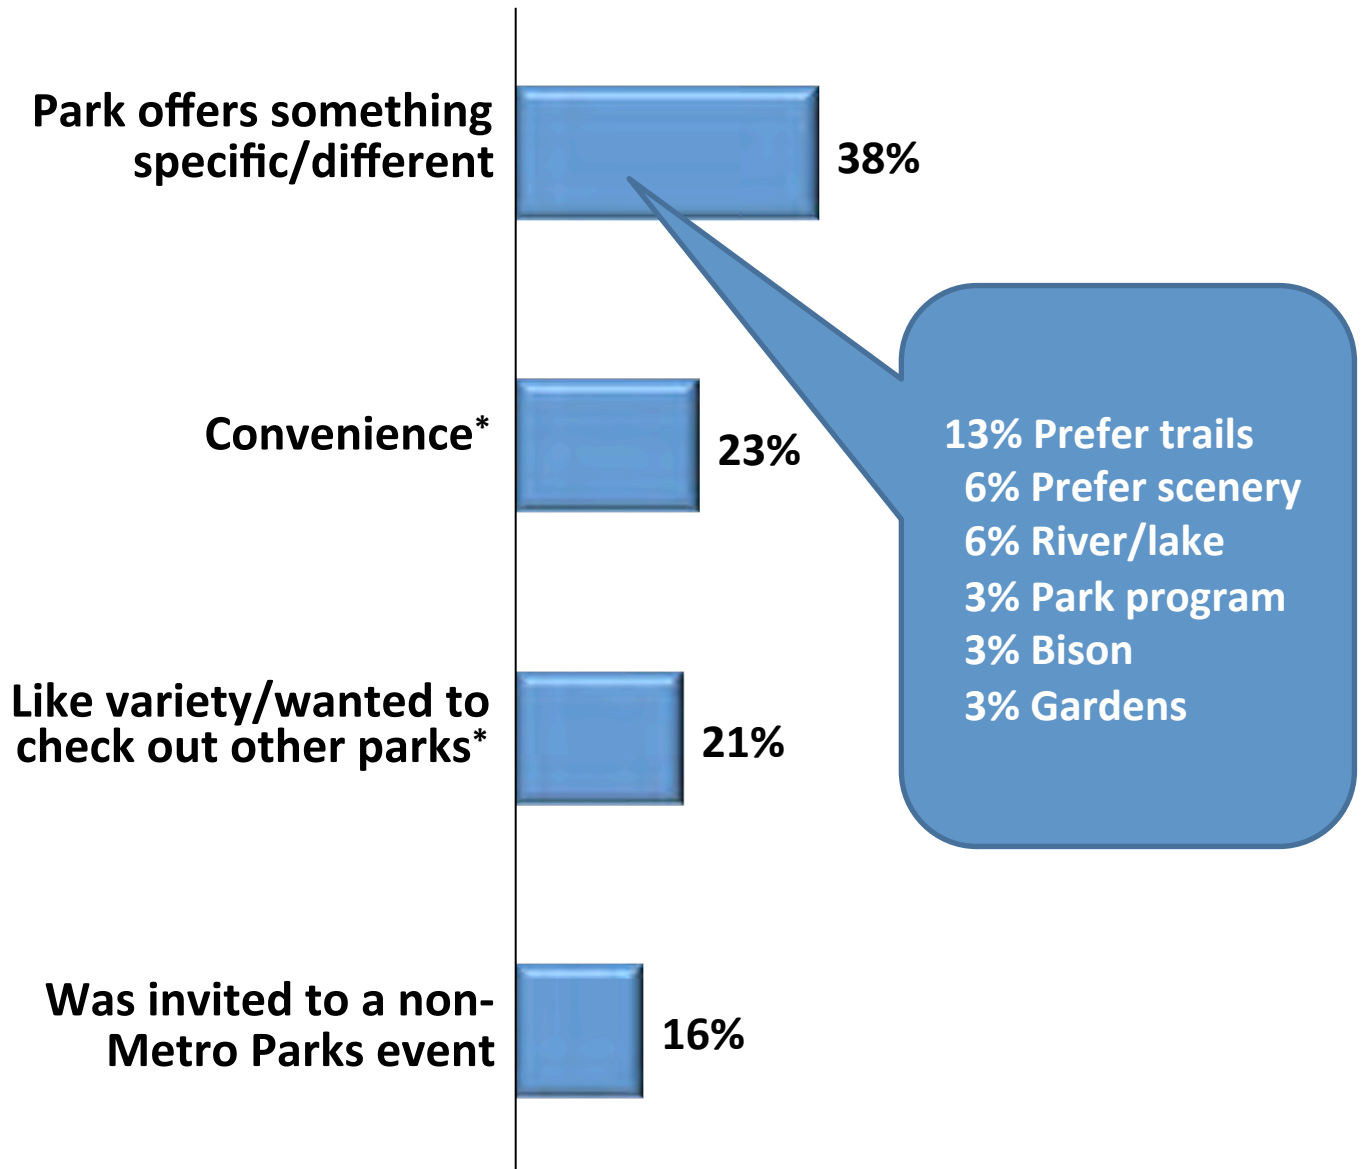 Park offers something
specific/different
38%
Convenience*
23%
Like variety/wanted to
check out other parks*
21%
Was invited to a non-
Metro Parks event
16%
13% Prefer trails
6% Prefer scenery
6% River/lake
3% Park program
3% Bison
3% Gardens